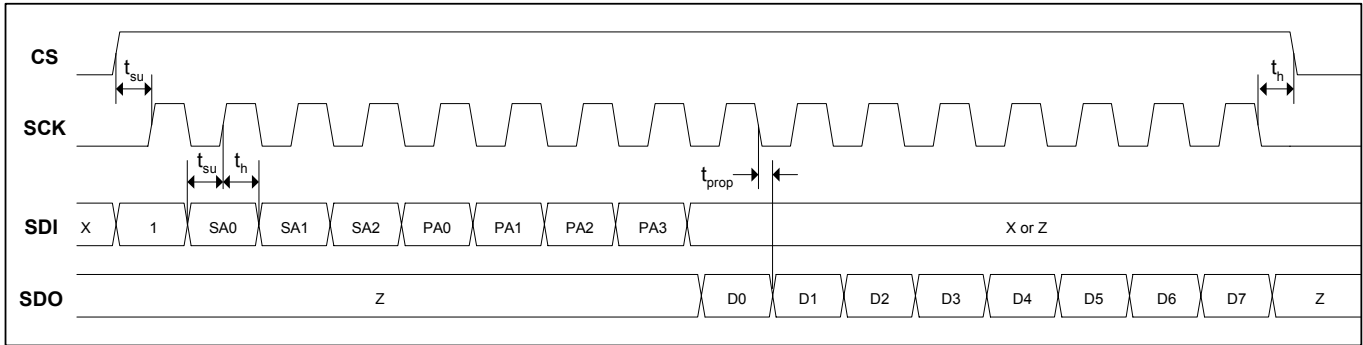 CS
t_su
t_h
SCK
t_su
t_h
t_prop
SDI X 1 SA0 SA1 SA2 PA0 PA1 PA2 PA3 X or Z
SDO Z D0 D1 D2 D3 D4 D5 D6 D7 Z